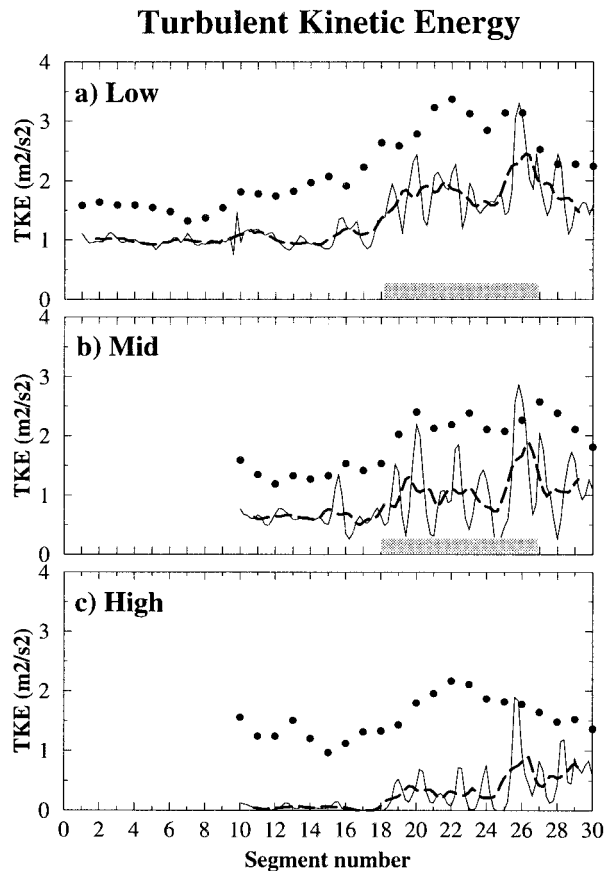 Turbulent Kinetic Energy
4
a) Low
3
2
1
0
TKE (m2/s2)
4
b) Mid
3
2
1
0
TKE (m2/s2)
4
c) High
3
2
1
0
TKE (m2/s2)
0 2 4 6 8 10 12 14 16 18 20 22 24 26 28 30
Segment number